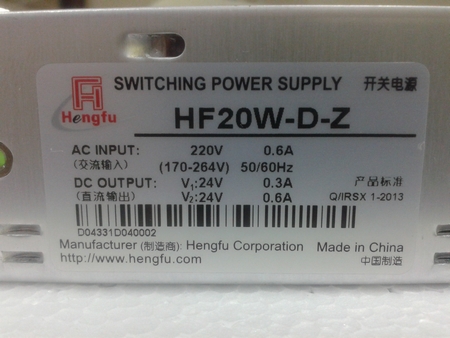 Hengfu
SWITCHING POWER SUPPLY 开关电源
HF20W-D-Z
AC INPUT: 220V 0.6A
(交流输入) (170-264V) 50/60Hz
DC OUTPUT: V1:24V 0.3A 产品标准
(直流输出) V2:24V 0.6A Q/IRSX 1-2013
D04331D040002
Manufacturer (制造商): Hengfu Corporation Made in China
http://www.hengfu.com 中国制造